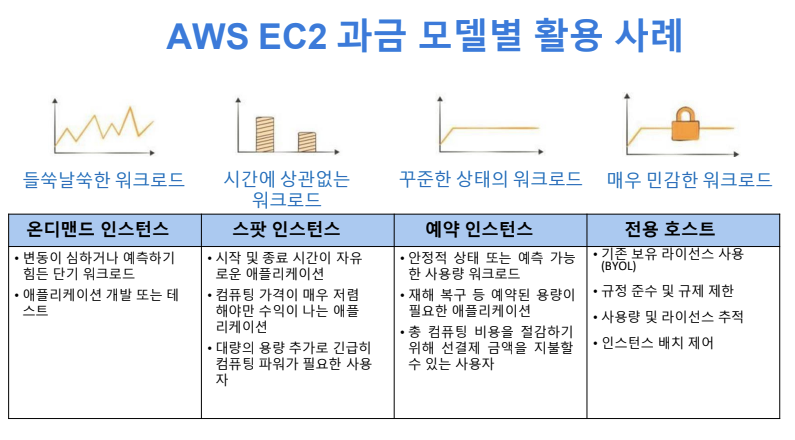 AWS EC2 과금 모델별 활용 사례
들쑥날쑥한 워크로드
시간에 상관없는
워크로드
꾸준한 상태의 워크로드
매우 민감한 워크로드
온디맨드 인스턴스
스팟 인스턴스
예약 인스턴스
전용 호스트
• 변동이 심하거나 예측하기
힘든 단기 워크로드
• 애플리케이션 개발 또는 테
스트
• 시작 및 종료 시간이 자유
로운 애플리케이션
• 컴퓨팅 가격이 매우 저렴
해야만 수익이 나는 애플
리케이션
• 대량의 용량 추가로 긴급히
컴퓨팅 파워가 필요한 사용
자
• 안정적 상태 또는 예측 가능
한 사용량 워크로드
• 재해 복구 등 예약된 용량이
필요한 애플리케이션
• 총 컴퓨팅 비용을 절감하기
위해 선결제 금액을 지불할
수 있는 사용자
• 기존 보유 라이선스 사용
(BYOL)
• 규정 준수 및 규제 제한
• 사용량 및 라이선스 추적
• 인스턴스 배치 제어